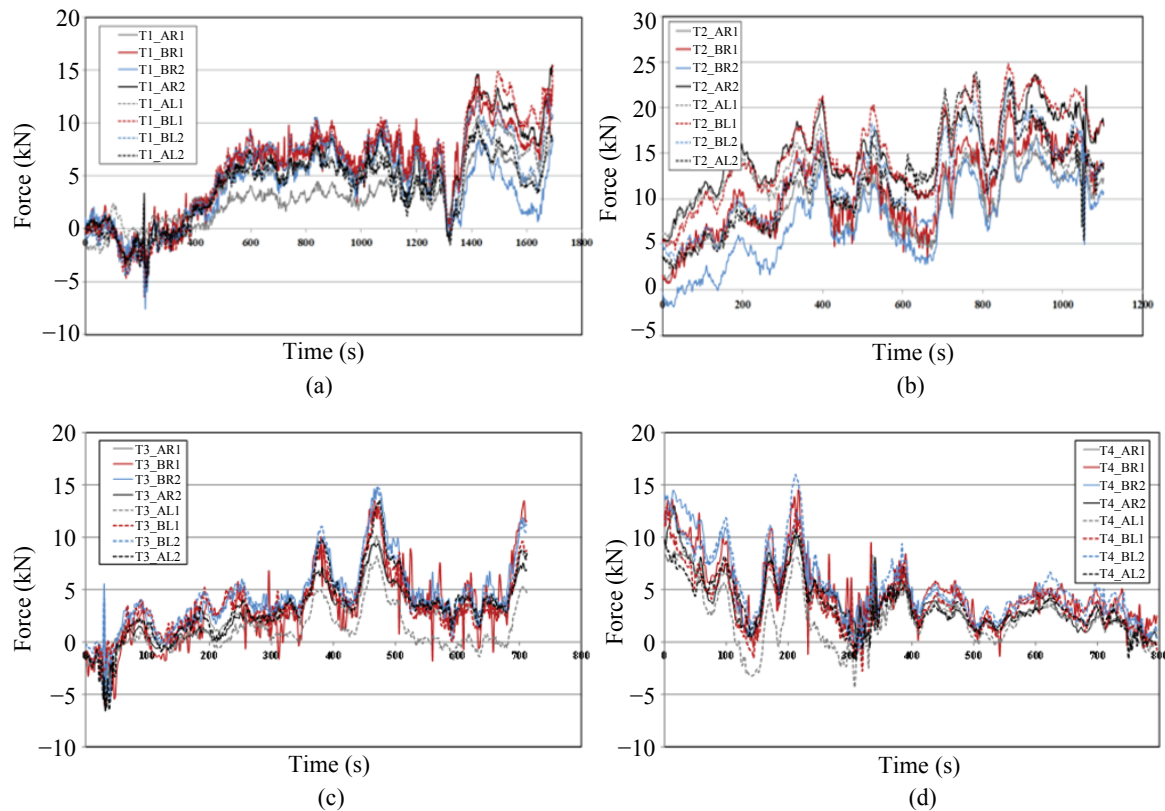 20
15
10
5
0
−5
−10
Force (kN)
T1_AR1
T1_BR1
T1_BR2
T1_AR2
T1_AL1
T1_BL1
T1_BL2
T1_AL2
0 200 400 600 800 1000 1200 1400 1600 1800
Time (s)
(a)
30
25
20
15
10
5
0
−5
Force (kN)
T2_AR1
T2_BR1
T2_BR2
T2_AR2
T2_AL1
T2_BL1
T2_BL2
T2_AL2
0 200 400 600 800 1000 1200
Time (s)
(b)
20
15
10
5
0
−5
−10
Force (kN)
T3_AR1
T3_BR1
T3_BR2
T3_AR2
T3_AL1
T3_BL1
T3_BL2
T3_AL2
0 100 200 300 400 500 600 700 800
Time (s)
(c)
20
15
10
5
0
−5
−10
Force (kN)
T4_AR1
T4_BR1
T4_BR2
T4_AR2
T4_AL1
T4_BL1
T4_BL2
T4_AL2
0 100 200 300 400 500 600 700 800
Time (s)
(d)